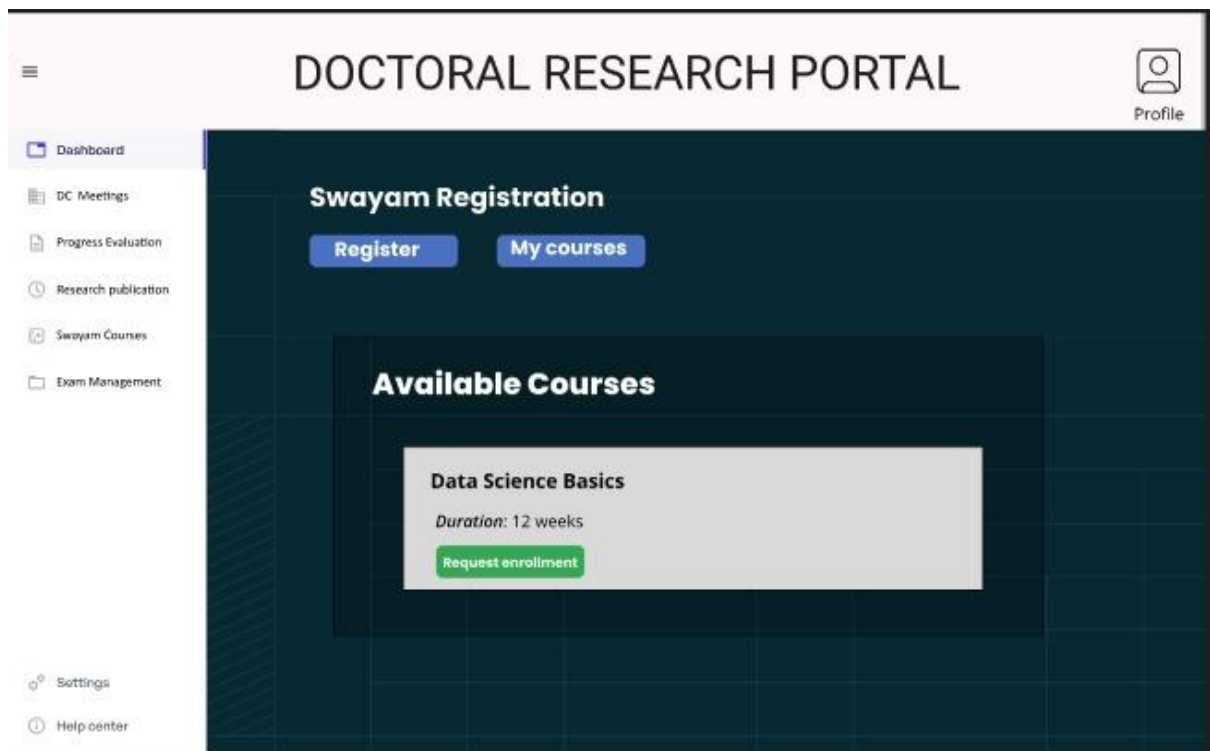 DOCTORAL RESEARCH PORTAL
Profile
Dashboard
DC Meetings
Progress Evaluation
Research publication
Swayam Courses
Exam Management
Settings
Help center
Swayam Registration
Register
My courses
Available Courses
Data Science Basics
Duration: 12 weeks
Request enrollment